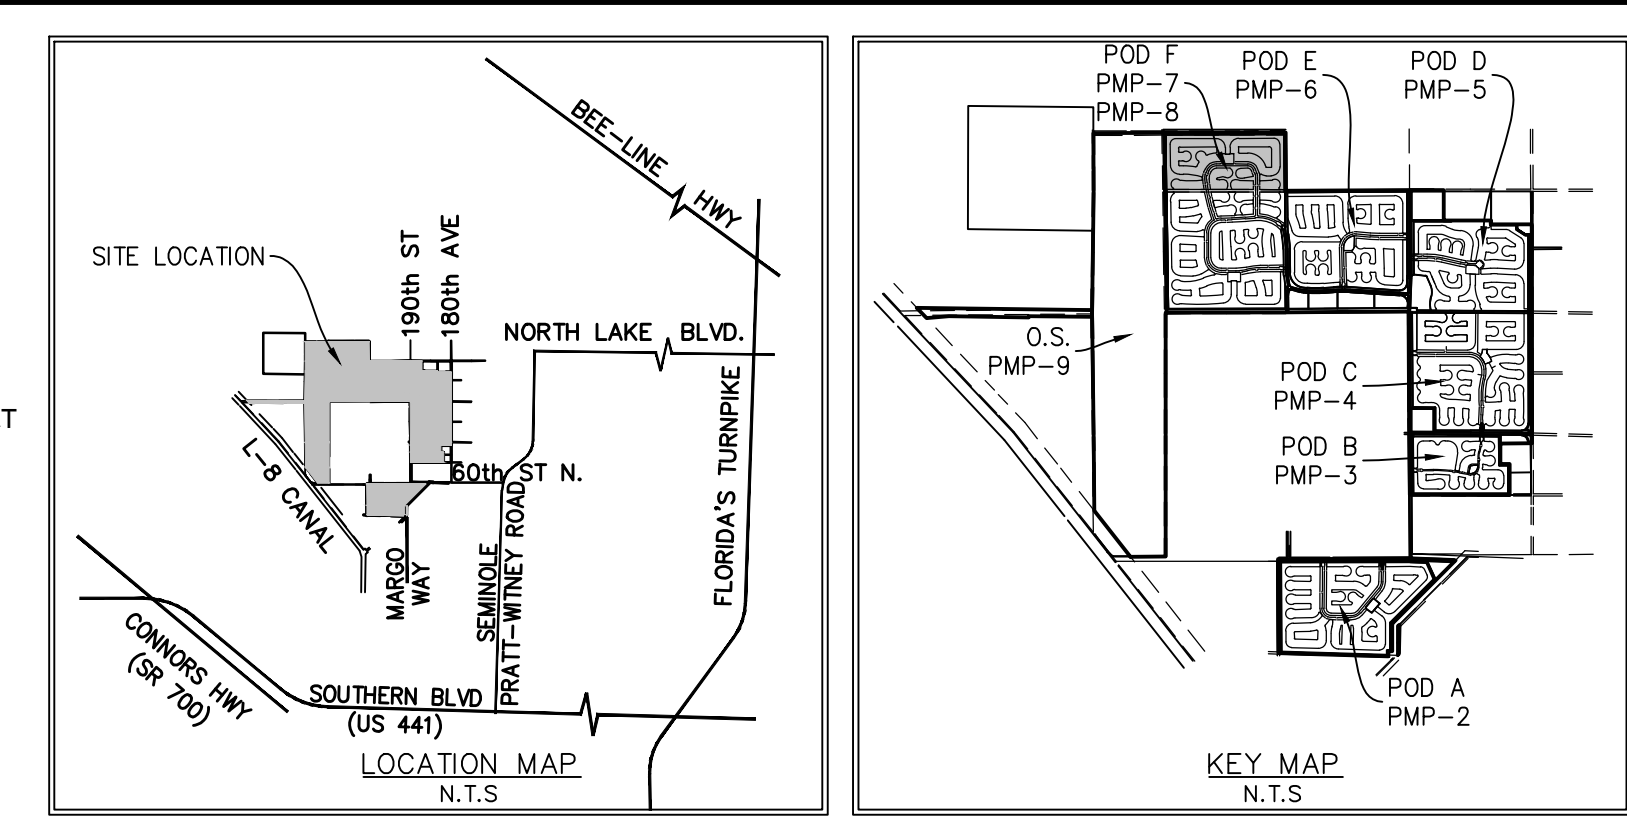 BEE-LINE HWY
SITE LOCATION
190th ST
180th AVE
NORTH LAKE BLVD.
FLORIDA'S TURNPIKE
L-8 CANAL
60th ST N.
MARGO
WAY
SEMINOLE
PRATT-WITNEY ROAD
CONNORS HWY
(SR 700)
SOUTHERN BLVD
(US 441)
LOCATION MAP
N.T.S
POD F
PMP-7
PMP-8
POD E
PMP-6
POD D
PMP-5
O.S.
PMP-9
POD C
PMP-4
POD B
PMP-3
POD A
PMP-2
KEY MAP
N.T.S